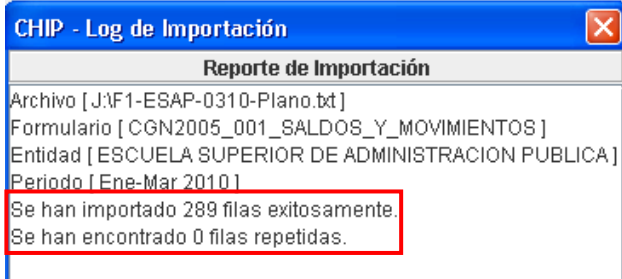 CHIP - Log de Importación
Reporte de Importación
Archivo [ J:\F1-ESAP-0310-Plano.txt ]
Formulario [ CGN2005_001_SALDOS_Y_MOVIMIENTOS ]
Entidad [ ESCUELA SUPERIOR DE ADMINISTRACION PUBLICA ]
Periodo [ Ene-Mar 2010 ]
Se han importado 289 filas exitosamente.
Se han encontrado 0 filas repetidas.